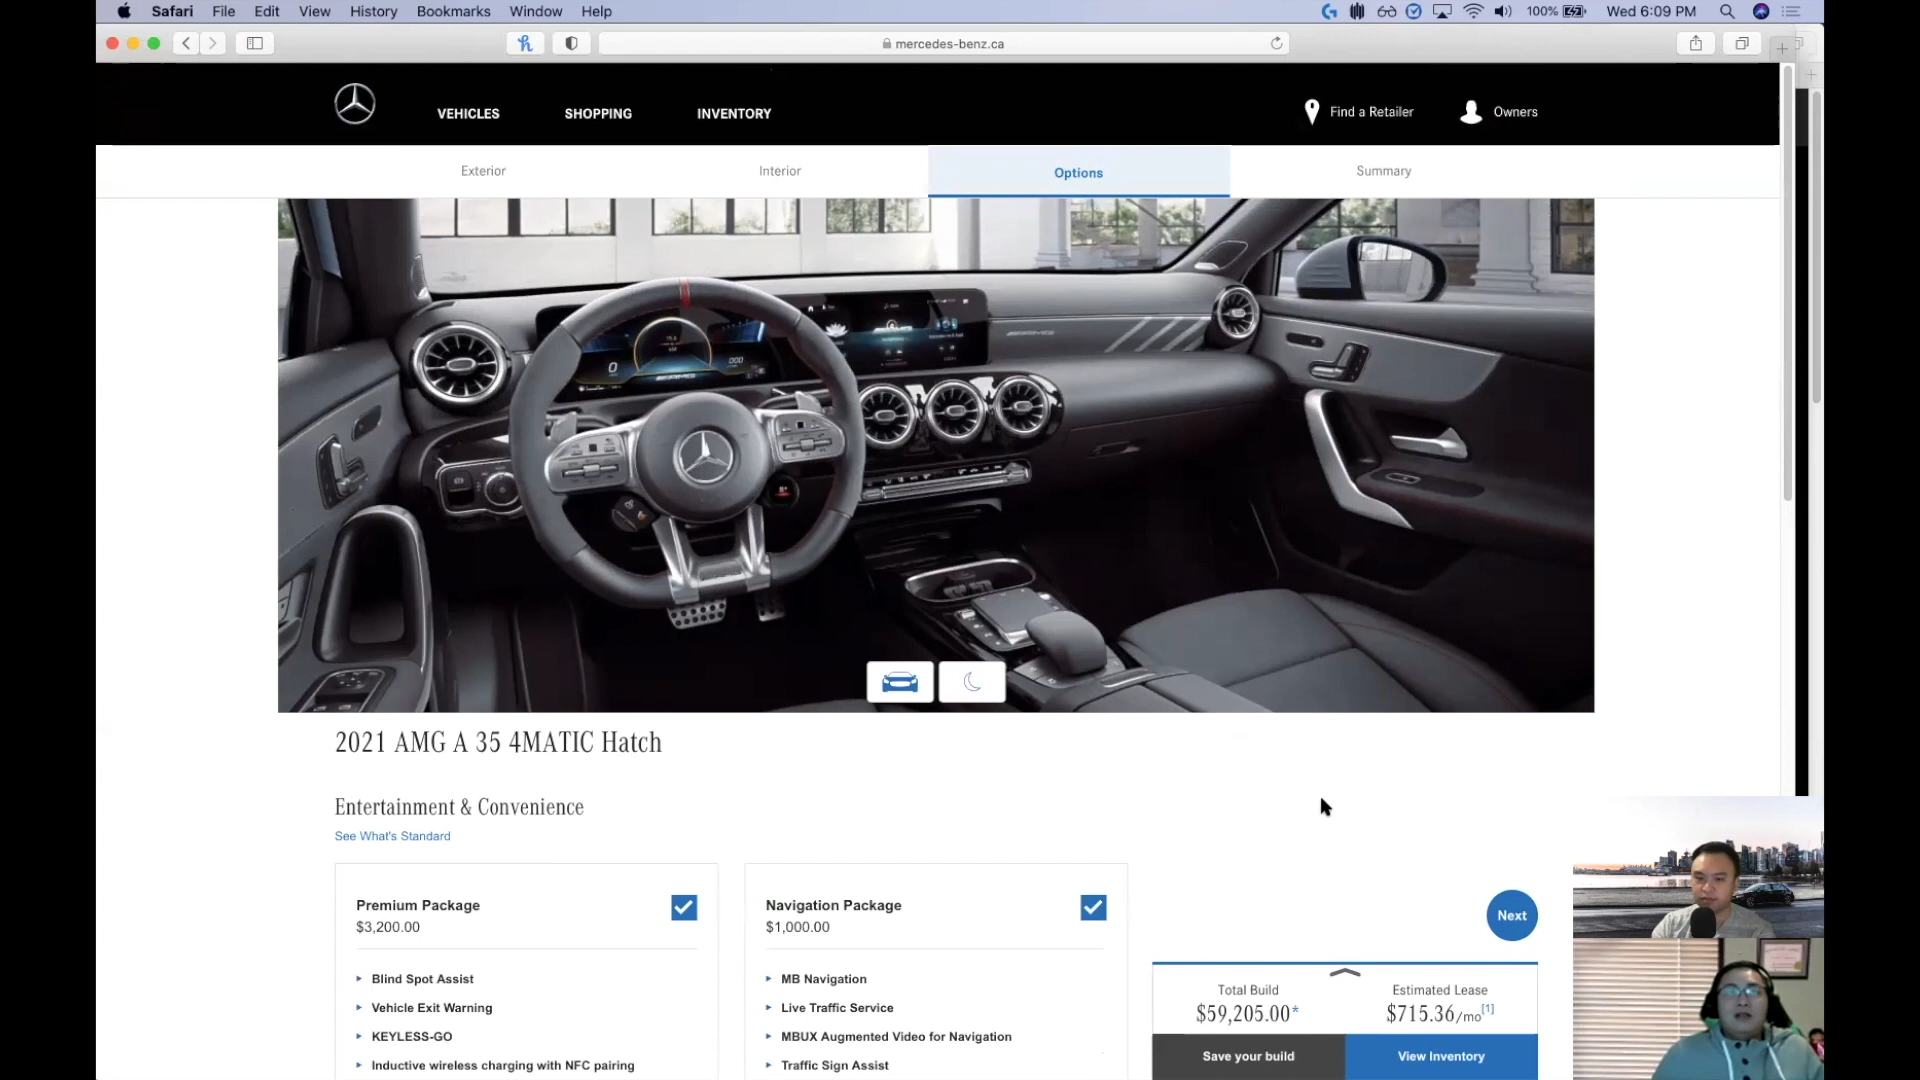 Safari File Edit View History Bookmarks Window Help 100% Wed 6:09 PM
mercedes-benz.ca
VEHICLES SHOPPING INVENTORY Find a Retailer Owners
Exterior Interior Options Summary
2021 AMG A 35 4MATIC Hatch
Entertainment & Convenience
See What's Standard
Premium Package
$3,200.00
Blind Spot Assist
Vehicle Exit Warning
KEYLESS-GO
Inductive wireless charging with NFC pairing
Navigation Package
$1,000.00
MB Navigation
Live Traffic Service
MBUX Augmented Video for Navigation
Traffic Sign Assist
Next
Total Build
$59,205.00*
Estimated Lease
$715.36/mo[1]
Save your build
View Inventory